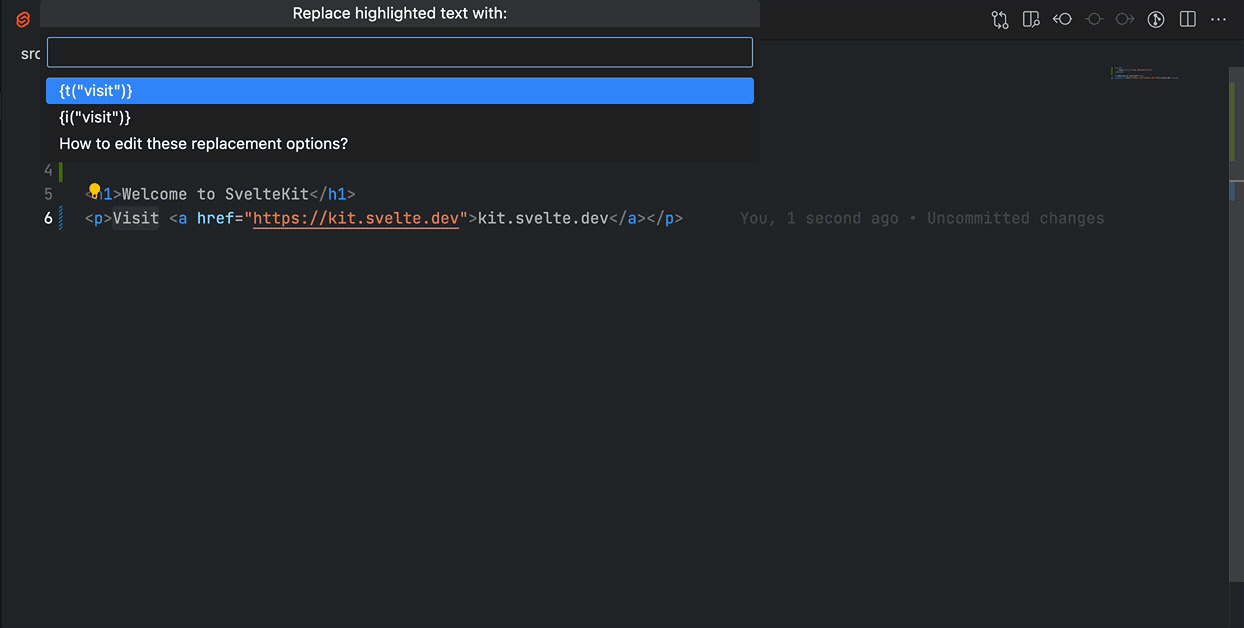 Replace highlighted text with:
src
{t("visit")}
{i("visit")}
How to edit these replacement options?
4
5 <h1>Welcome to SvelteKit</h1>
6 <p>Visit <a href="https://kit.svelte.dev">kit.svelte.dev</a></p> You, 1 second ago • Uncommitted changes